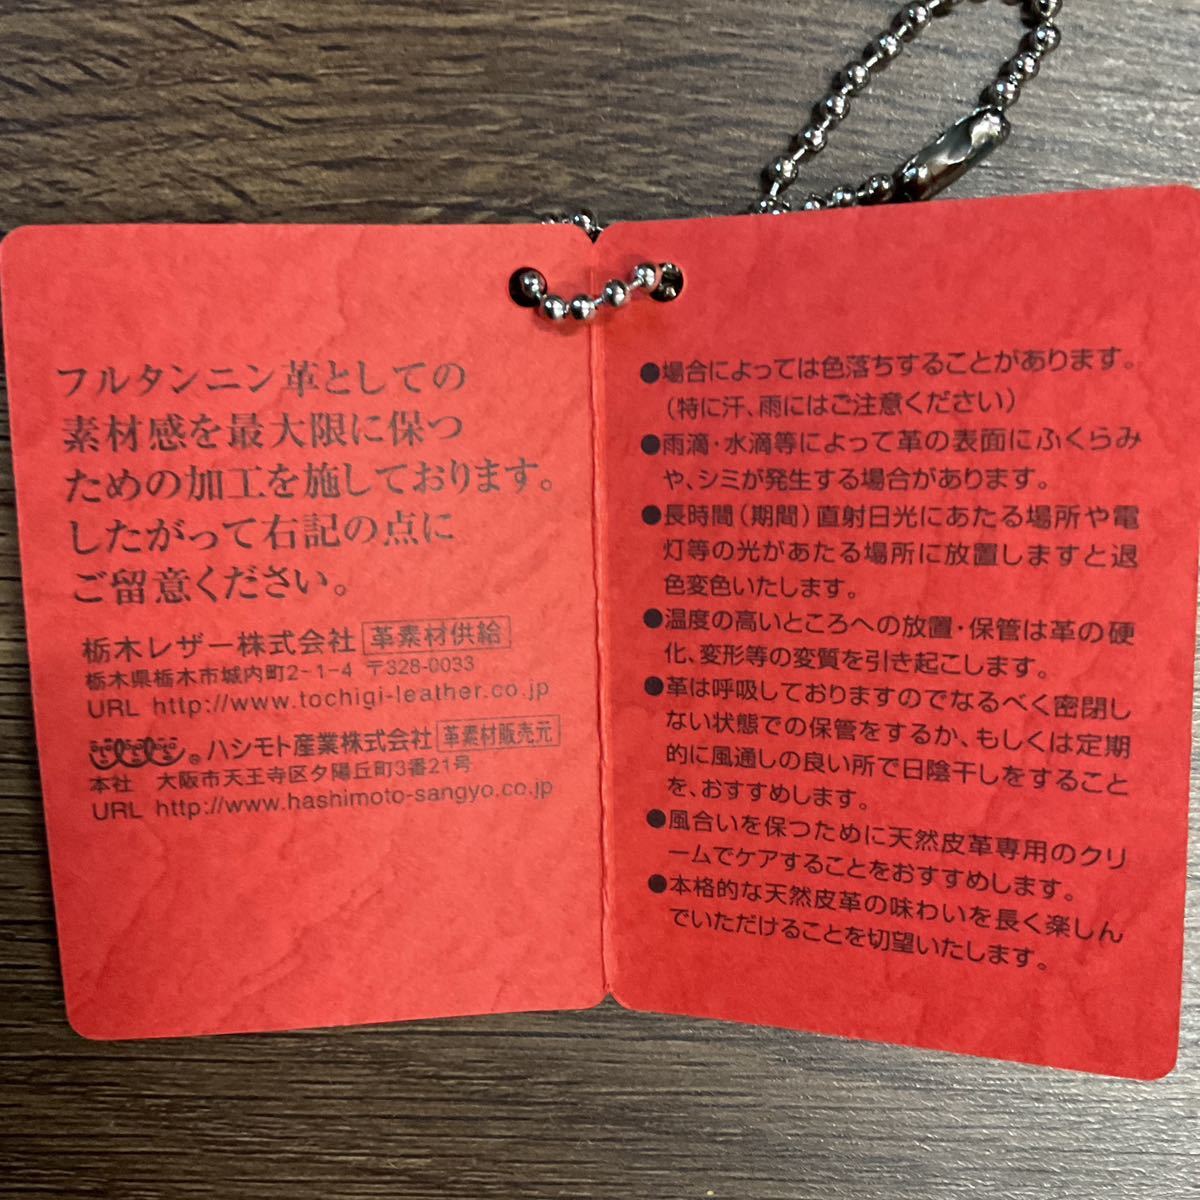 フルタンニン革としての
素材感を最大限に保つ
ための加工を施しております。
したがって右記の点に
ご留意ください。
栃木レザー株式会社 革素材供給
栃木県栃木市城内町2-1-4 〒328-0033
URL http://www.tochigi-leather.co.jp
® ハシモト産業株式会社 革素材販売元
本社 大阪市天王寺区夕陽丘町3番21号
URL http://www.hashimoto-sangyo.co.jp
●場合によっては色落ちすることがあります。
(特に汗、雨にはご注意ください)
●雨滴・水滴等によって革の表面にふくらみ
や、シミが発生する場合があります。
●長時間(期間)直射日光にあたる場所や電
灯等の光があたる場所に放置しますと退
色変色いたします。
●温度の高いところへの放置・保管は革の硬
化、変形等の変質を引き起こします。
●革は呼吸しておりますのでなるべく密閉し
ない状態での保管をするか、もしくは定期
的に風通しの良い所で日陰干しをすること
を、おすすめします。
●風合いを保つために天然皮革専用のクリ
ームでケアすることをおすすめします。
●本格的な天然皮革の味わいを長く楽しん
でいただけることを切望いたします。